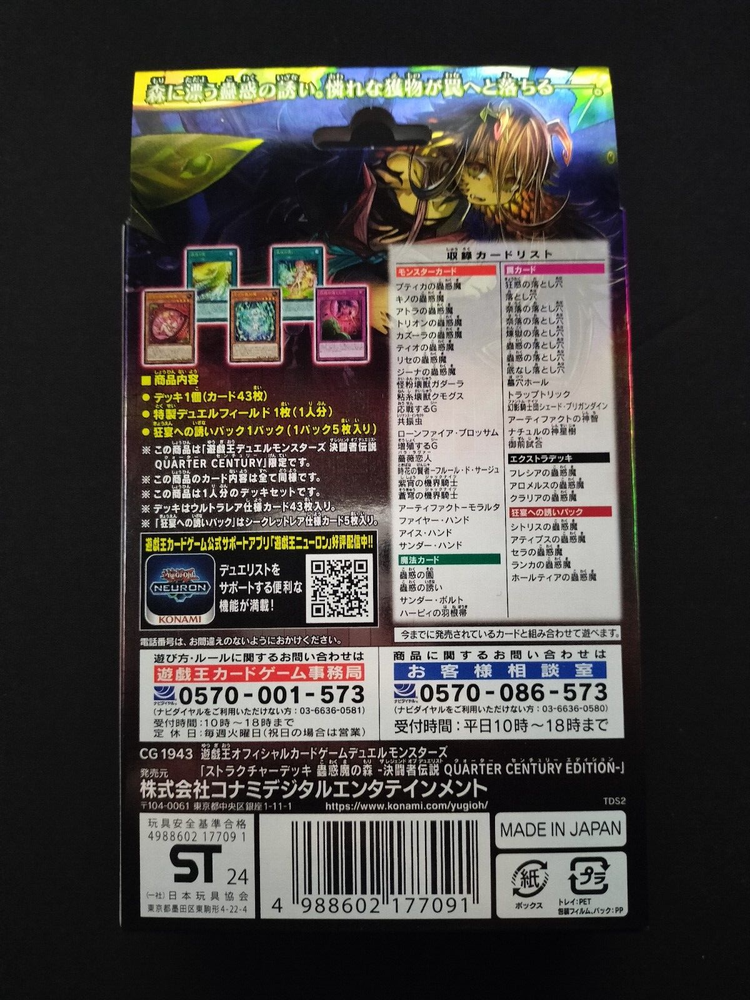 森に漂う蟲惑の誘い。憐れな獲物が罠へと落ちる——。
収録カードリスト
モンスターカード
プティカの蟲惑魔
キノの蟲惑魔
アトラの蟲惑魔
トリオンの蟲惑魔
カズーラの蟲惑魔
ティオの蟲惑魔
リセの蟲惑魔
ジーナの蟲惑魔
怪粉壊獣ガダーラ
粘糸壊獣クモグス
応戦するG
共振虫
ローンファイア・ブロッサム
増殖するG
薔薇恋人
時花の賢者-フルール・ド・サージュ
紫宵の機界騎士
蒼穹の機界騎士
アーティファクト-モラルタ
ファイヤー・ハンド
アイス・ハンド
サンダー・ハンド
魔法カード
蟲惑の園
蟲惑の誘い
サンダー・ボルト
ハーピィの羽根帚
罠カード
狂惑の落とし穴
落とし穴
奈落の落とし穴
奈落の落とし穴
煉獄の落とし穴
蟲惑の落とし穴
蟲惑の落とし穴
底なし落とし穴
墓穴ホール
トラップトリック
幻影騎士団シェード・ブリガンダイン
アーティファクトの神智
ナチュルの神星樹
御前試合
エクストラデッキ
フレシアの蟲惑魔
アロメルスの蟲惑魔
クラリアの蟲惑魔
狂宴への誘いパック
シトリスの蟲惑魔
アティプスの蟲惑魔
セラの蟲惑魔
ランカの蟲惑魔
ホールティアの蟲惑魔
今までに発売されているカードと組み合わせて遊べます。
■ 商品内容
● デッキ1個(カード43枚)
● 特製デュエルフィールド 1枚(1人分)
● 狂宴への誘いパック1パック(1パック5枚入り)
※この商品は「遊戯王デュエルモンスターズ 決闘者伝説
QUARTER CENTURY」限定です。
※この商品のカード内容は全て同様です。
※この商品は1人分のデッキセットです。
※デッキはウルトラレア仕様カード43枚入り。
※「狂宴への誘いパック」はシークレットレア仕様カード5枚入り。
遊戯王カードゲーム公式サポートアプリ「遊戯王ニューロン」好評配信中!!
Yu-Gi-Oh!
NEURON
KONAMI
デュエリストを
サポートする便利な
機能が満載!
電話番号は、お間違えのないようにおかけください。
遊び方・ルールに関するお問い合わせは
遊戯王カードゲーム事務局
ナビダイヤル
0570-001-573
(ナビダイヤルがご利用いただけない方：03-6636-0581)
受付時間：10時～18時まで
定 休 日：毎週火曜日(祝日の場合は営業)
商品に関するお問い合わせは
お客様相談室
ナビダイヤル
0570-086-573
(ナビダイヤルがご利用いただけない方：03-6636-0580)
受付時間：平日10時～18時まで
CG1943 遊戯王オフィシャルカードゲームデュエルモンスターズ
「ストラクチャーデッキ 蟲惑魔の森 -決闘者伝説 QUARTER CENTURY EDITION-」
発売元
株式会社コナミデジタルエンタテインメント
〒104-0061 東京都中央区銀座1-11-1
https://www.konami.com/yugioh/
TDS2
玩具安全基準合格
4988602 17709 1
ST 24
(一社)日本玩具協会
東京都墨田区東駒形4-22-4
4 988602 177091
MADE IN JAPAN
紙
ボックス
プラ
トレイ：PET
包装フィルム、パック：PP